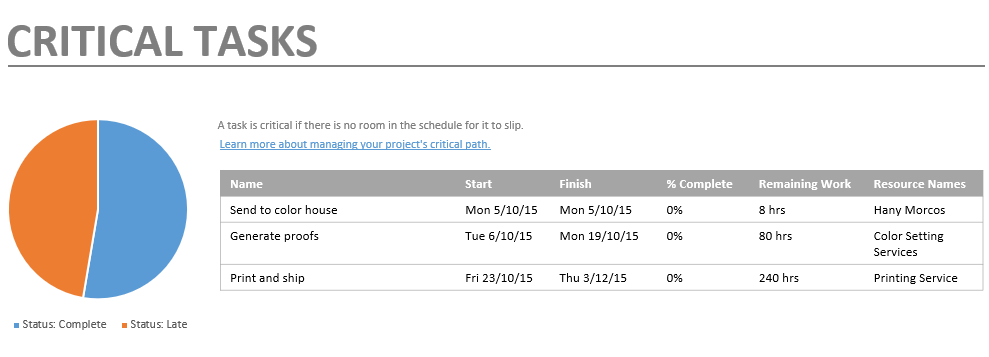 CRITICAL TASKS
A task is critical if there is no room in the schedule for it to slip.
Learn more about managing your project's critical path.
Name Start Finish % Complete Remaining Work Resource Names
Send to color house Mon 5/10/15 Mon 5/10/15 0% 8 hrs Hany Morcos
Generate proofs Tue 6/10/15 Mon 19/10/15 0% 80 hrs Color Setting
Services
Print and ship Fri 23/10/15 Thu 3/12/15 0% 240 hrs Printing Service
Status: Complete Status: Late